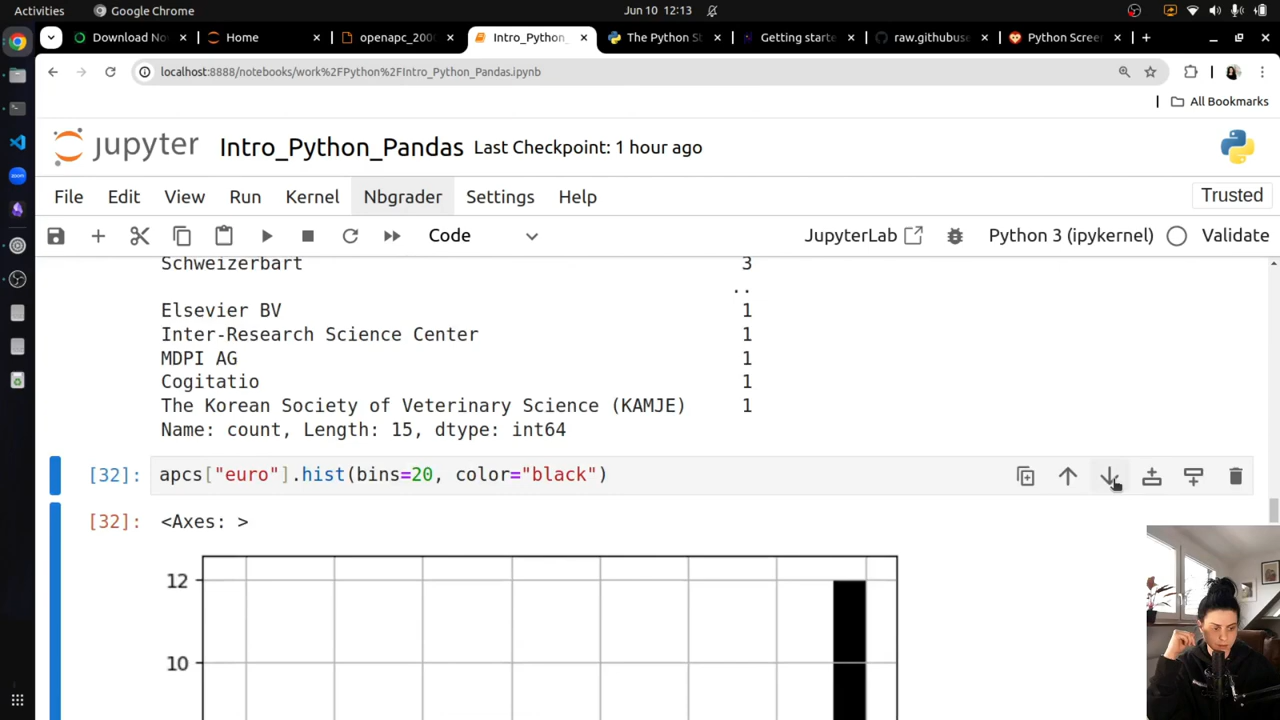 Activities
Google Chrome
Jun 10 12:13
Download No
Home
openapc_200
Intro_Python_
The Python St
Getting starte
raw.githubuse
Python Screen
localhost:8888/notebooks/work%2FPython%2FIntro_Python_Pandas.ipynb
All Bookmarks
jupyter Intro_Python_Pandas Last Checkpoint: 1 hour ago
File Edit View Run Kernel Nbgrader Settings Help
Trusted
Code
JupyterLab
Python 3 (ipykernel)
Validate
Schweizerbart 3
..
Elsevier BV 1
Inter-Research Science Center 1
MDPI AG 1
Cogitatio 1
The Korean Society of Veterinary Science (KAMJE) 1
Name: count, Length: 15, dtype: int64
[32]: apcs["euro"].hist(bins=20, color="black")
[32]: <Axes: >
12
10
zoom